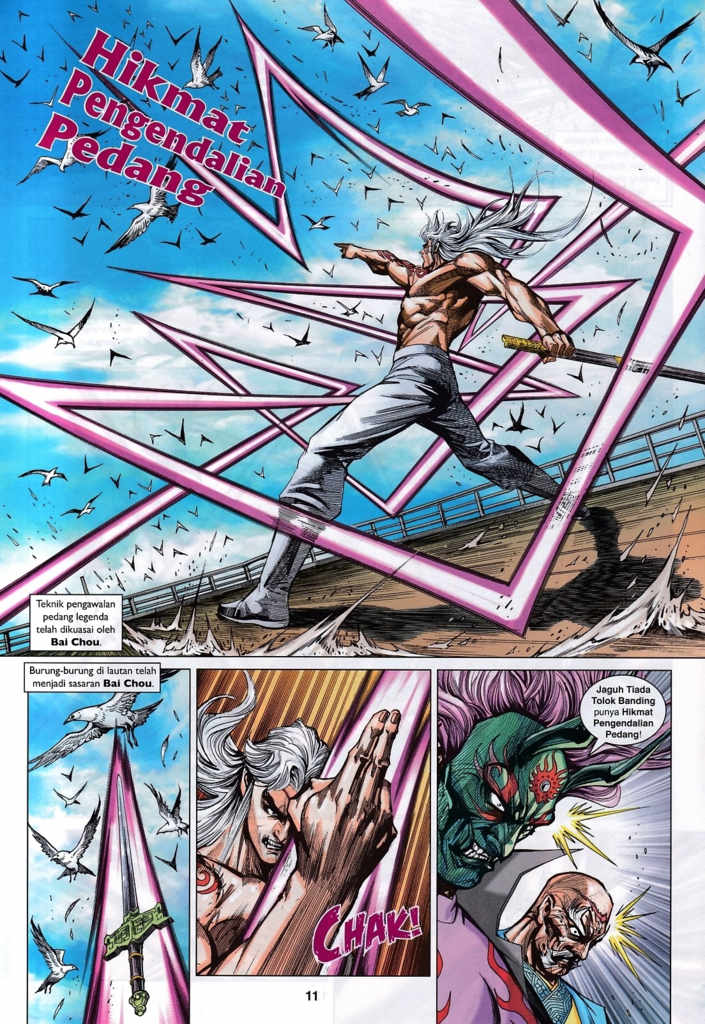 Hikmat
Pengendalian
Pedang
Teknik pengawalan
pedang legenda
telah dikuasai oleh
Bai Chou.
Burung-burung di lautan telah
menjadi sasaran Bai Chou.
Jaguh Tiada
Tolok Banding
punya Hikmat
Pengendalian
Pedang!
CHAK!
11